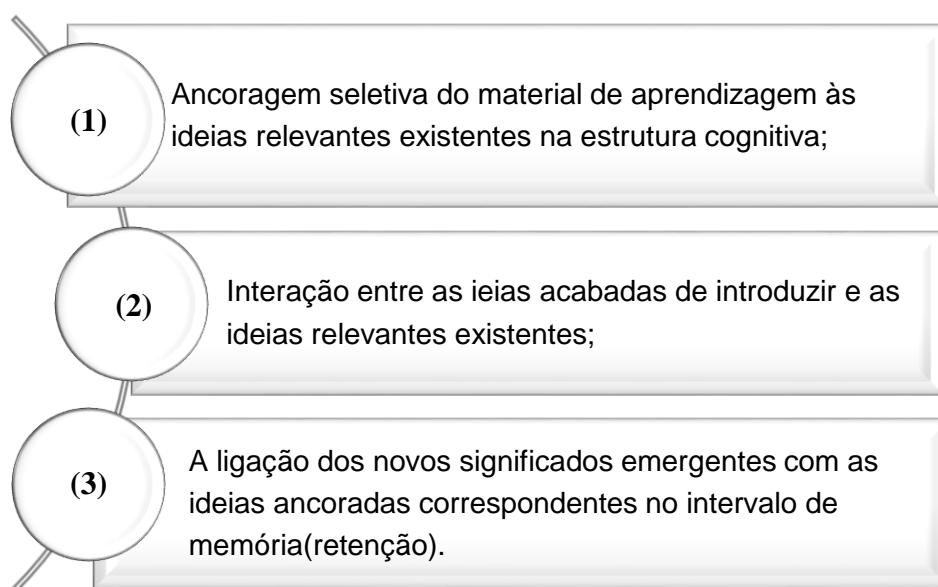 (1)
Ancoragem seletiva do material de aprendizagem às
ideias relevantes existentes na estrutura cognitiva;
(2)
Interação entre as ieias acabadas de introduzir e as
ideias relevantes existentes;
(3)
A ligação dos novos significados emergentes com as
ideias ancoradas correspondentes no intervalo de
memória(retenção).